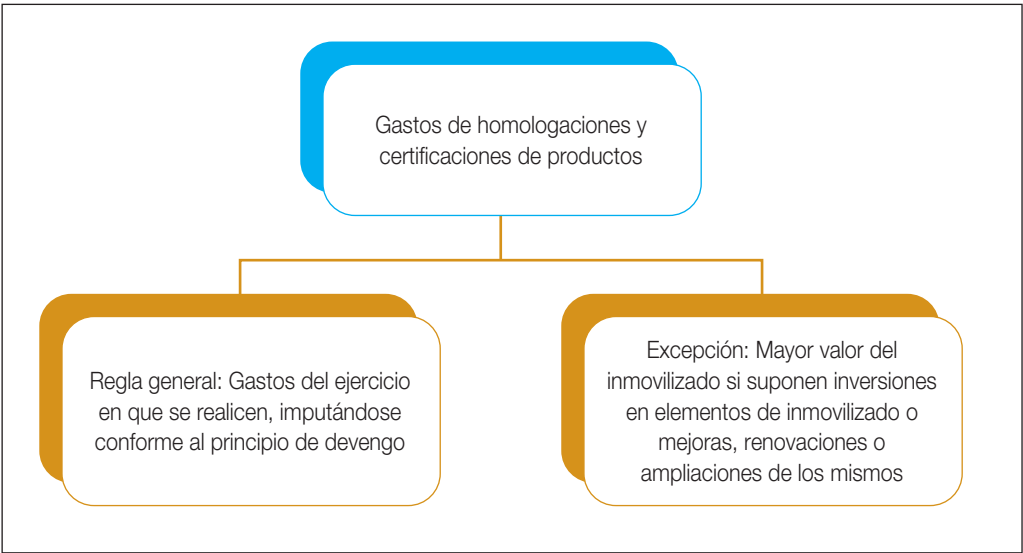 Gastos de homologaciones y
certificaciones de productos
Regla general: Gastos del ejercicio
en que se realicen, imputándose
conforme al principio de devengo
Excepción: Mayor valor del
inmovilizado si suponen inversiones
en elementos de inmovilizado o
mejoras, renovaciones o
ampliaciones de los mismos